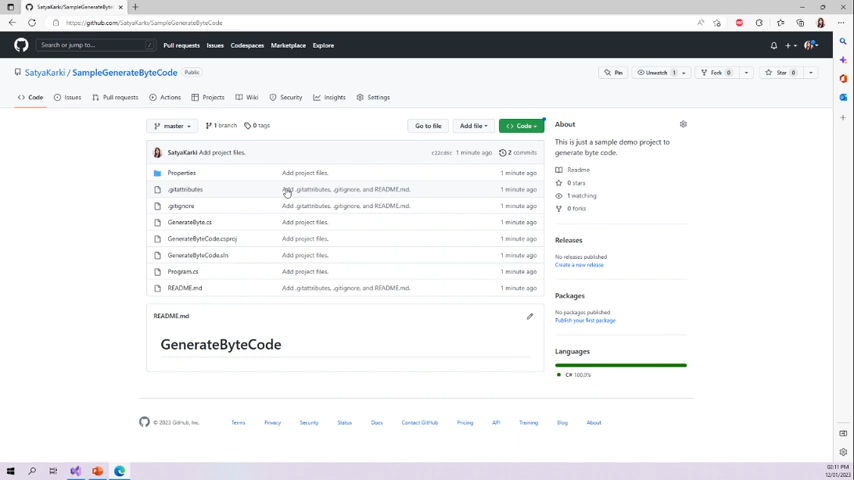 SatyaKarki/SampleGenerateByteCode
https://github.com/SatyaKarki/SampleGenerateByteCode
Search or jump to... /
Pull requests Issues Codespaces Marketplace Explore
SatyaKarki / SampleGenerateByteCode Public
Pin Unwatch 1 Fork 0 Star 0
<> Code Issues Pull requests Actions Projects Wiki Security Insights Settings
master 1 branch 0 tags Go to file Add file <> Code
About
This is just a sample demo project to
generate byte code.
Readme
0 stars
1 watching
0 forks
SatyaKarki Add project files. 1 minute ago 2 commits
Properties Add project files. 1 minute ago
.gitattributes Add .gitattributes, .gitignore, and README.md. 1 minute ago
.gitignore Add .gitattributes, .gitignore, and README.md. 1 minute ago
GenerateByte.cs Add project files. 1 minute ago
GenerateByteCode.csproj Add project files. 1 minute ago
GenerateByteCode.sln Add project files. 1 minute ago
Program.cs Add project files. 1 minute ago
README.md Add .gitattributes, .gitignore, and README.md. 1 minute ago
Releases
No releases published
Create a new release
Packages
No packages published
Publish your first package
Languages
C# 100.0%
README.md
GenerateByteCode
© 2023 GitHub, Inc. Terms Privacy Security Status Docs Contact GitHub Pricing API Training Blog About
02:11 PM
12/01/2023